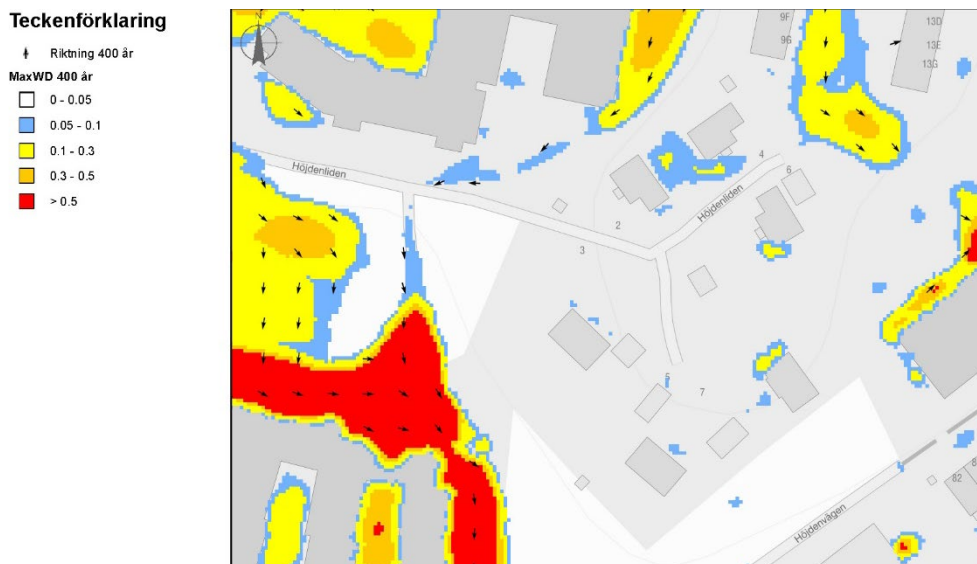 Teckenförklaring
Riktning 400 år
MaxWD 400 år
0 - 0.05
0.05 - 0.1
0.1 - 0.3
0.3 - 0.5
> 0.5
N
9F
9G
13D
13E
13G
Höjdenliden
4
6
Höjdenliden
2
3
5
7
Höjdenvägen
82
8